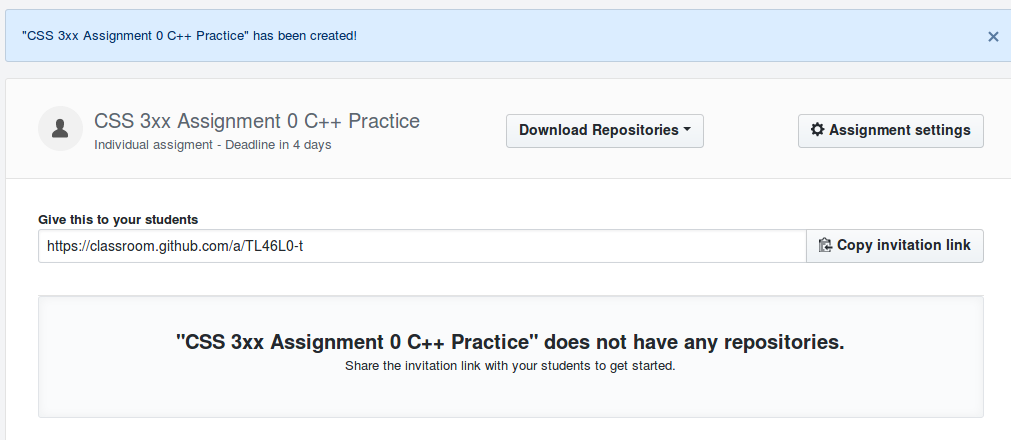 "CSS 3xx Assignment 0 C++ Practice" has been created!
CSS 3xx Assignment 0 C++ Practice
Individual assigment - Deadline in 4 days
Download Repositories
Assignment settings
Give this to your students
https://classroom.github.com/a/TL46L0-t
Copy invitation link
"CSS 3xx Assignment 0 C++ Practice" does not have any repositories.
Share the invitation link with your students to get started.